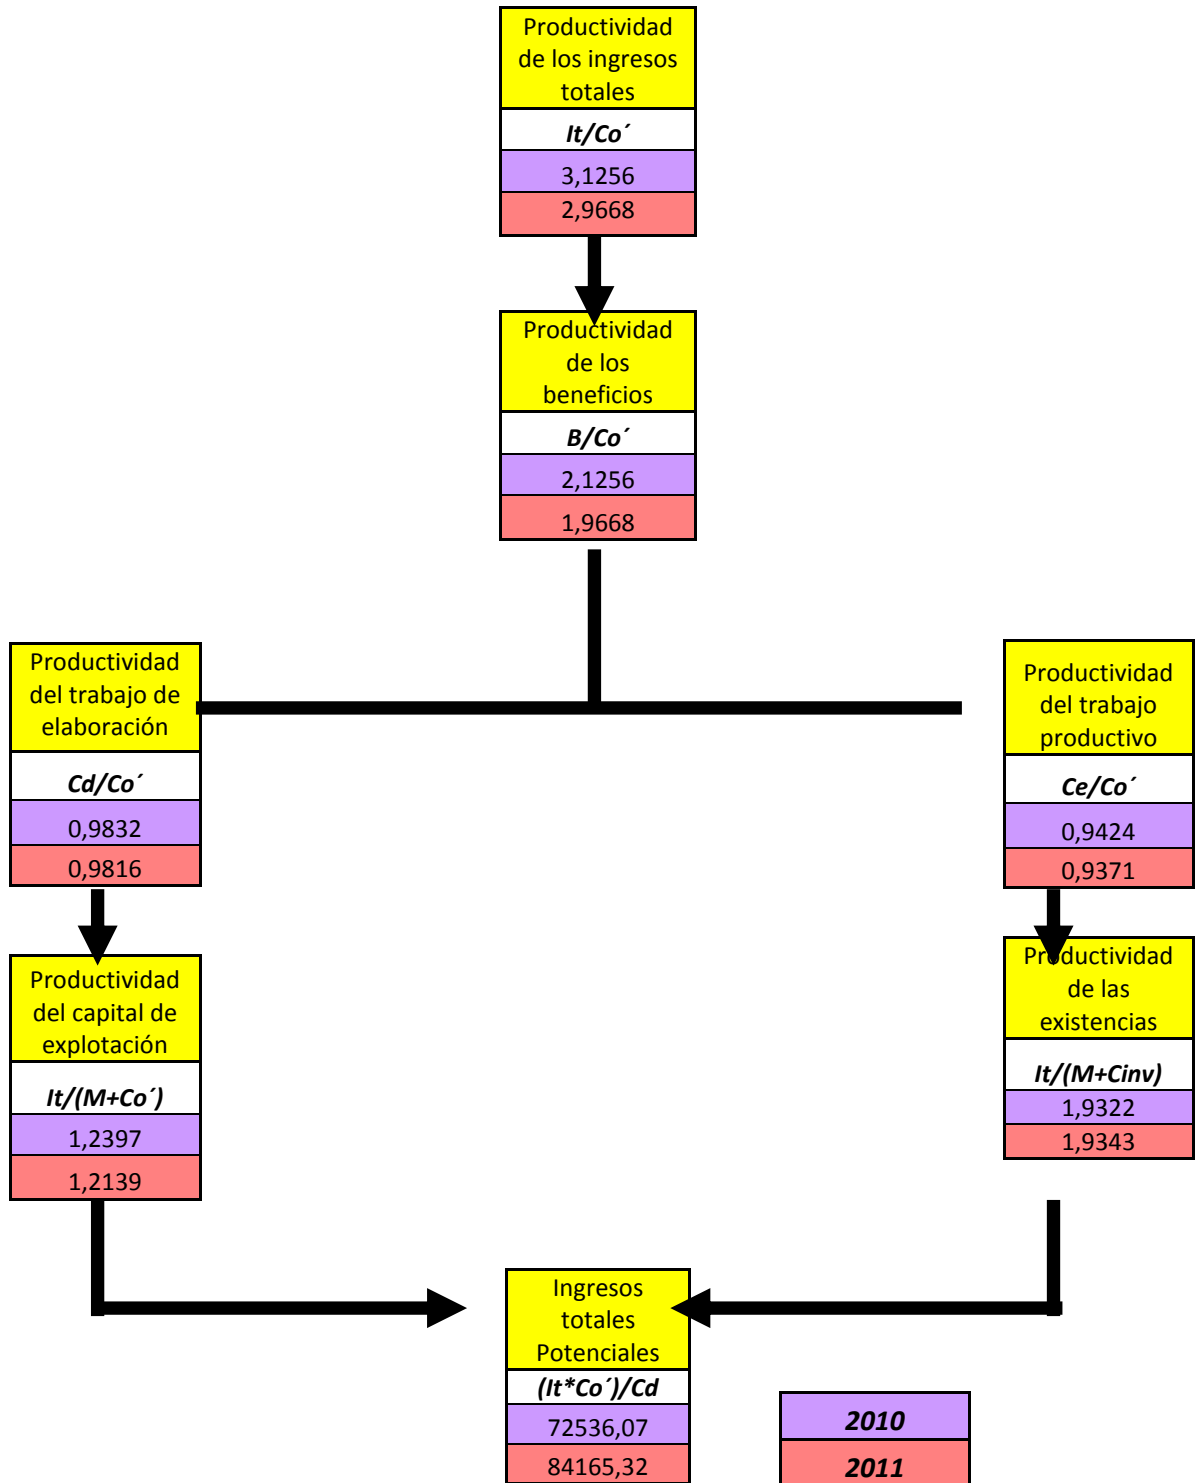 Productividad
de los ingresos
totales
It/Co´
3,1256
2,9668
Productividad
de los
beneficios
B/Co´
2,1256
1,9668
Productividad
del trabajo de
elaboración
Cd/Co´
0,9832
0,9816
Productividad
del trabajo
productivo
Ce/Co´
0,9424
0,9371
Productividad
del capital de
explotación
It/(M+Co´)
1,2397
1,2139
Productividad
de las
existencias
It/(M+Cinv)
1,9322
1,9343
Ingresos
totales
Potenciales
(It*Co´)/Cd
72536,07
84165,32
2010
2011